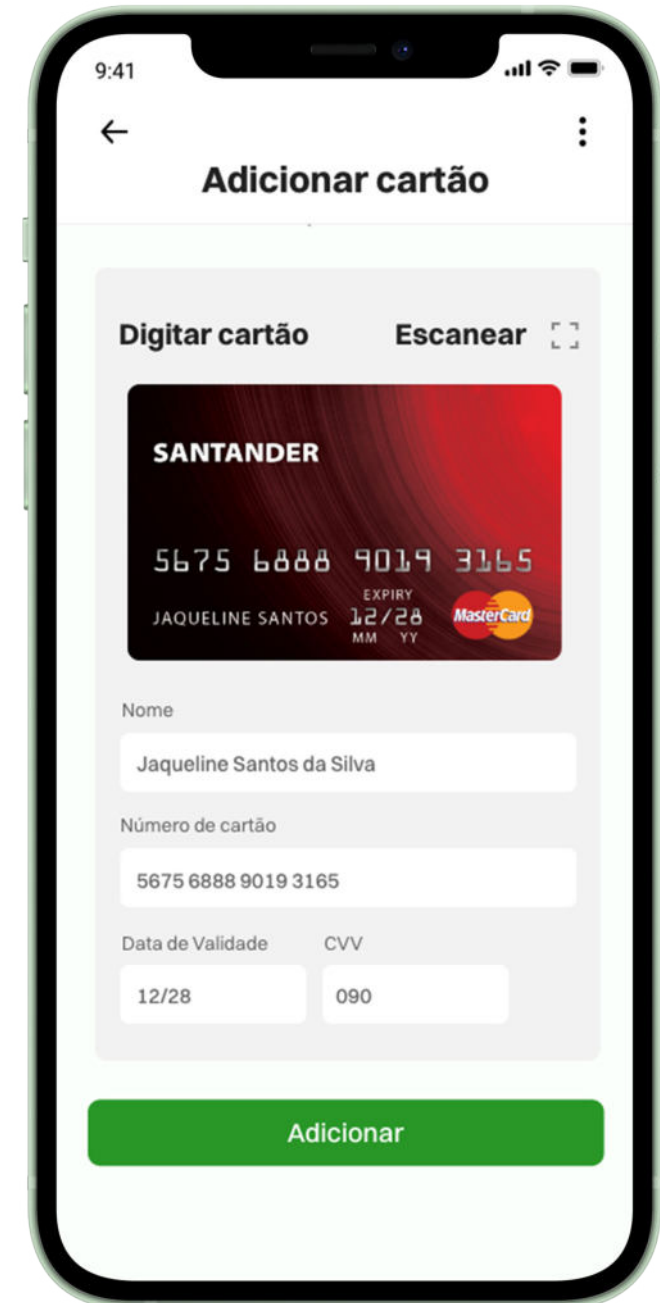 9:41
Adicionar cartão
Digitar cartão Escanear
SANTANDER
5675 6888 9019 3165
EXPIRY
JAQUELINE SANTOS 12/28 MasterCard
MM YY
Nome
Jaqueline Santos da Silva
Número de cartão
5675 6888 9019 3165
Data de Validade CVV
12/28 090
Adicionar